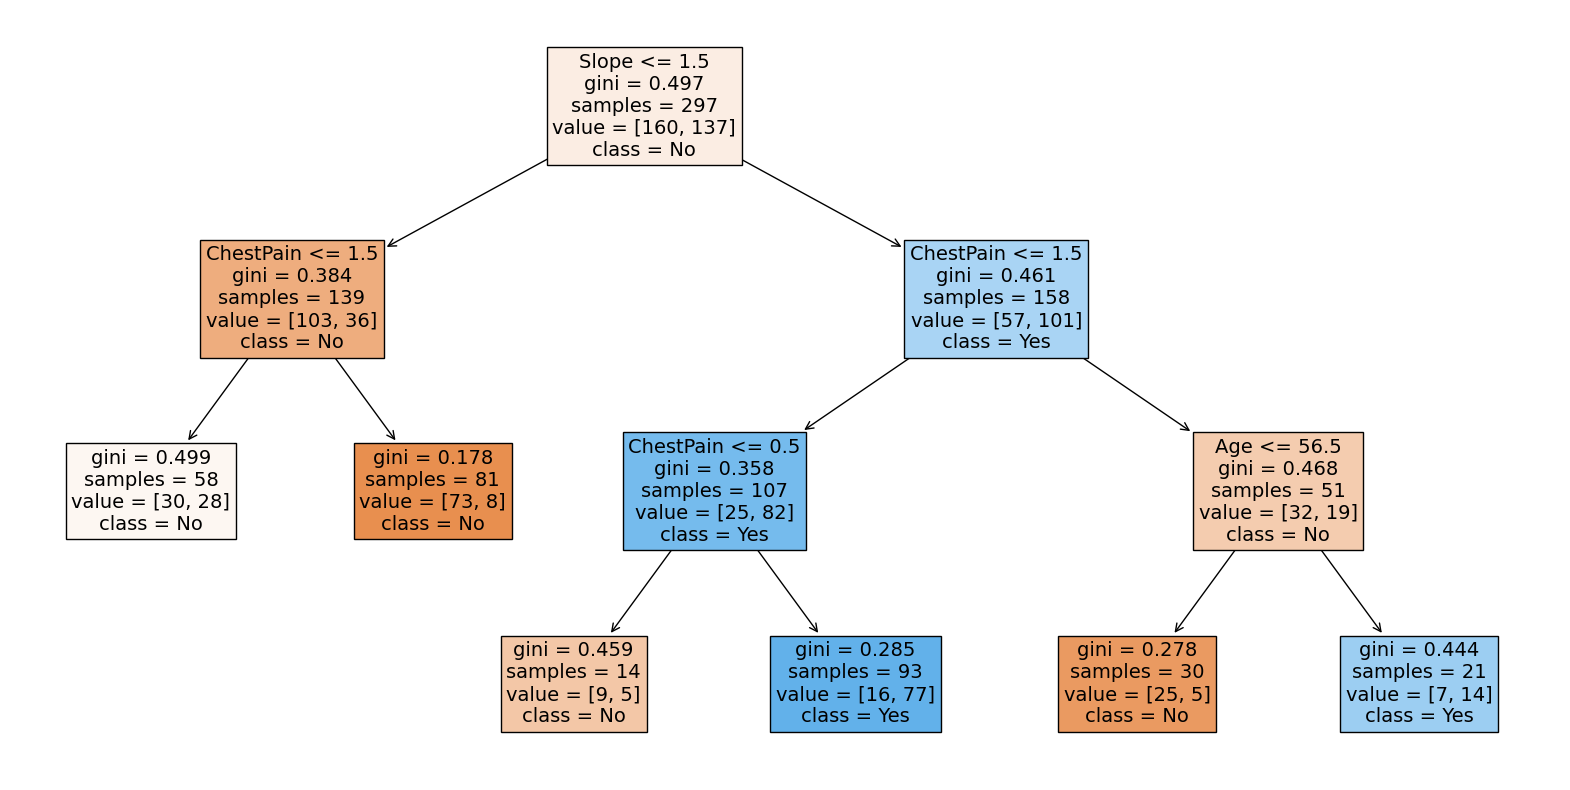 Slope <= 1.5
gini = 0.497
samples = 297
value = [160, 137]
class = No
ChestPain <= 1.5
gini = 0.384
samples = 139
value = [103, 36]
class = No
ChestPain <= 1.5
gini = 0.461
samples = 158
value = [57, 101]
class = Yes
gini = 0.499
samples = 58
value = [30, 28]
class = No
gini = 0.178
samples = 81
value = [73, 8]
class = No
ChestPain <= 0.5
gini = 0.358
samples = 107
value = [25, 82]
class = Yes
Age <= 56.5
gini = 0.468
samples = 51
value = [32, 19]
class = No
gini = 0.459
samples = 14
value = [9, 5]
class = No
gini = 0.285
samples = 93
value = [16, 77]
class = Yes
gini = 0.278
samples = 30
value = [25, 5]
class = No
gini = 0.444
samples = 21
value = [7, 14]
class = Yes